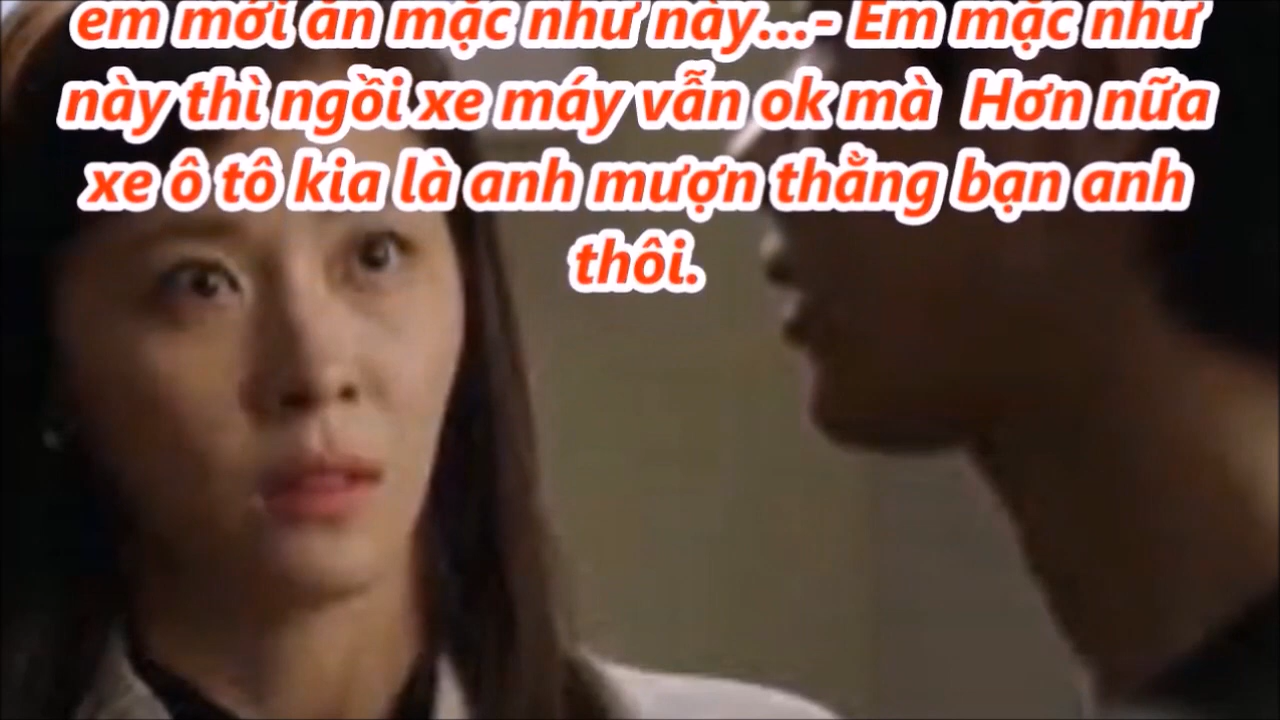 em mới ăn mặc như này...- Em mặc như
này thì ngồi xe máy vẫn ok mà  Hơn nữa
xe ô tô kia là anh mượn thằng bạn anh
thôi.